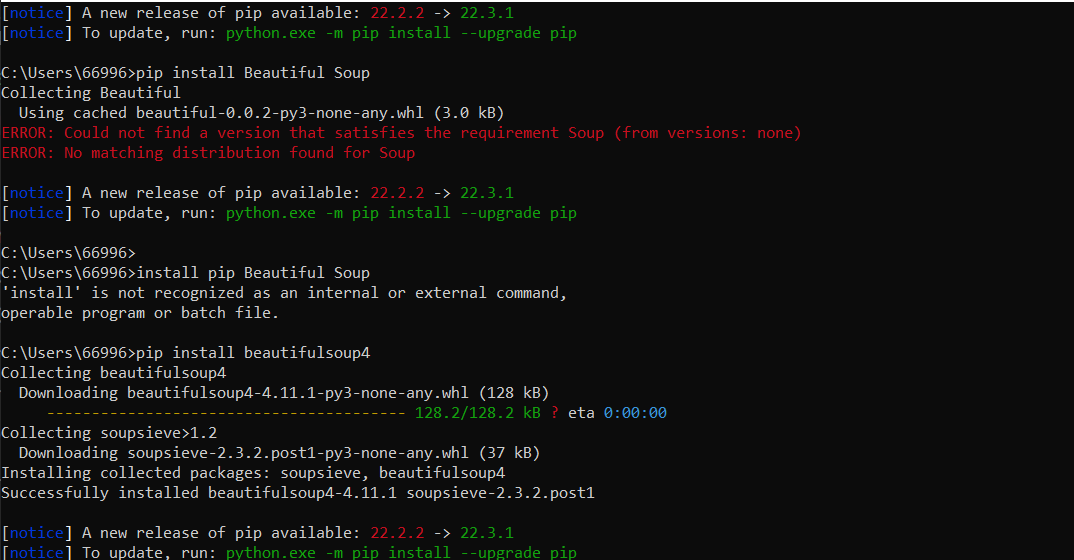 [notice] A new release of pip available: 22.2.2 -> 22.3.1
[notice] To update, run: python.exe -m pip install --upgrade pip
C:\Users\66996>pip install Beautiful Soup
Collecting Beautiful
  Using cached beautiful-0.0.2-py3-none-any.whl (3.0 kB)
ERROR: Could not find a version that satisfies the requirement Soup (from versions: none)
ERROR: No matching distribution found for Soup
[notice] A new release of pip available: 22.2.2 -> 22.3.1
[notice] To update, run: python.exe -m pip install --upgrade pip
C:\Users\66996>
C:\Users\66996>install pip Beautiful Soup
'install' is not recognized as an internal or external command,
operable program or batch file.
C:\Users\66996>pip install beautifulsoup4
Collecting beautifulsoup4
  Downloading beautifulsoup4-4.11.1-py3-none-any.whl (128 kB)
     ---------------------------------------- 128.2/128.2 kB ? eta 0:00:00
Collecting soupsieve>1.2
  Downloading soupsieve-2.3.2.post1-py3-none-any.whl (37 kB)
Installing collected packages: soupsieve, beautifulsoup4
Successfully installed beautifulsoup4-4.11.1 soupsieve-2.3.2.post1
[notice] A new release of pip available: 22.2.2 -> 22.3.1
[notice] To update, run: python.exe -m pip install --upgrade pip